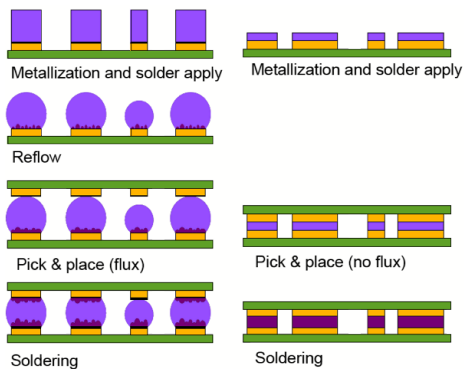 Metallization and solder apply
Metallization and solder apply
Reflow
Pick & place (flux)
Pick & place (no flux)
Soldering
Soldering